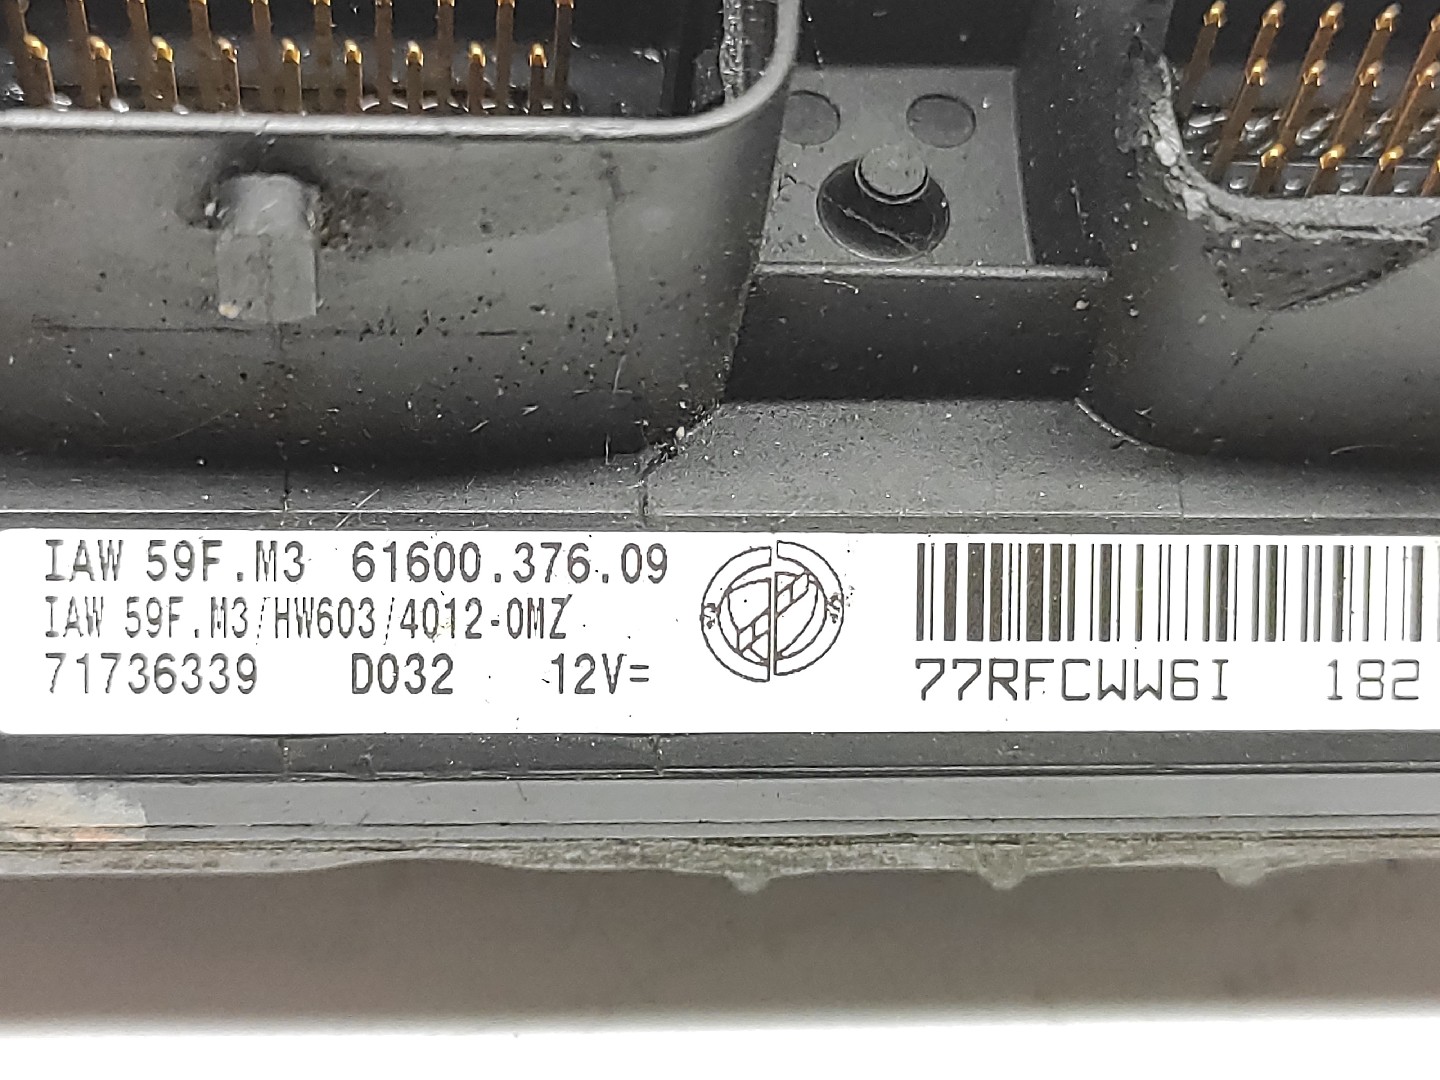 IAW 59F.M3 61600.376.09
IAW 59F.M3/HW603/4012-0MZ
71736339 D032 12V=
77RFCWW6I 182